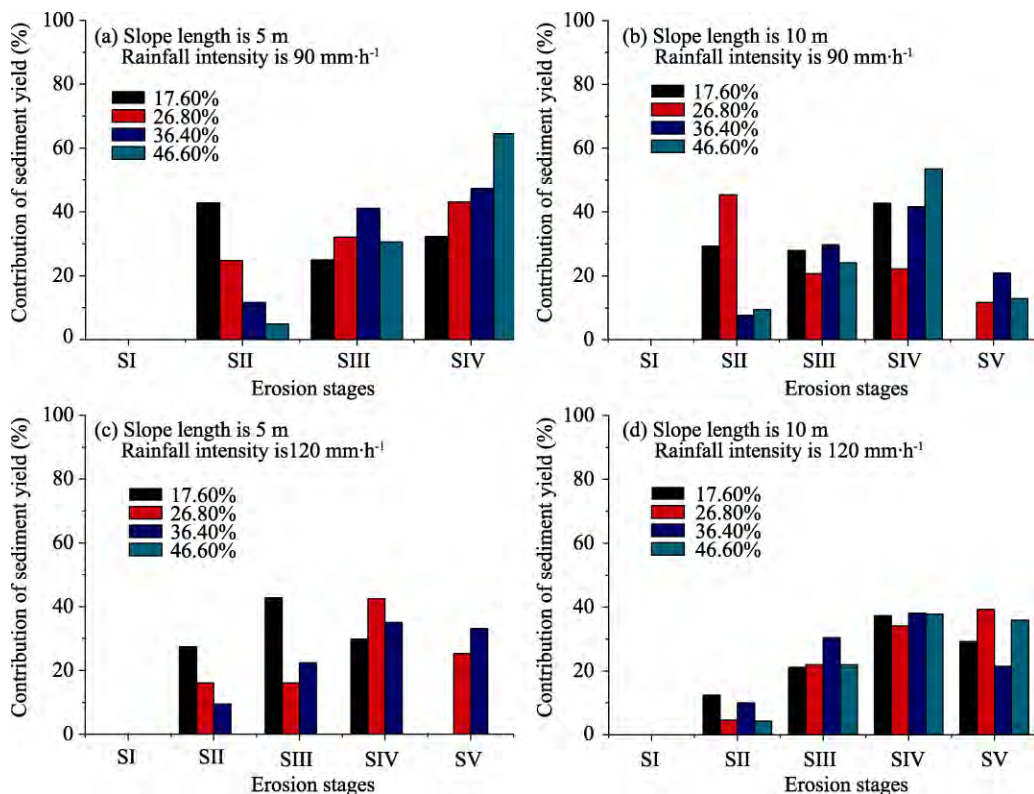 (a) Slope length is 5 m
Rainfall intensity is 90 mm·h⁻¹
17.60%
26.80%
36.40%
46.60%
100
80
60
40
20
0
Contribution of sediment yield (%)
SI SII SIII SIV
Erosion stages
(b) Slope length is 10 m
Rainfall intensity is 90 mm·h⁻¹
17.60%
26.80%
36.40%
46.60%
100
80
60
40
20
0
Contribution of sediment yield (%)
SI SII SIII SIV SV
Erosion stages
(c) Slope length is 5 m
Rainfall intensity is120 mm·h⁻¹
17.60%
26.80%
36.40%
46.60%
100
80
60
40
20
0
Contribution of sediment yield (%)
SI SII SIII SIV SV
Erosion stages
(d) Slope length is 10 m
Rainfall intensity is 120 mm·h⁻¹
17.60%
26.80%
36.40%
46.60%
100
80
60
40
20
0
Contribution of sediment yield (%)
SI SII SIII SIV SV
Erosion stages